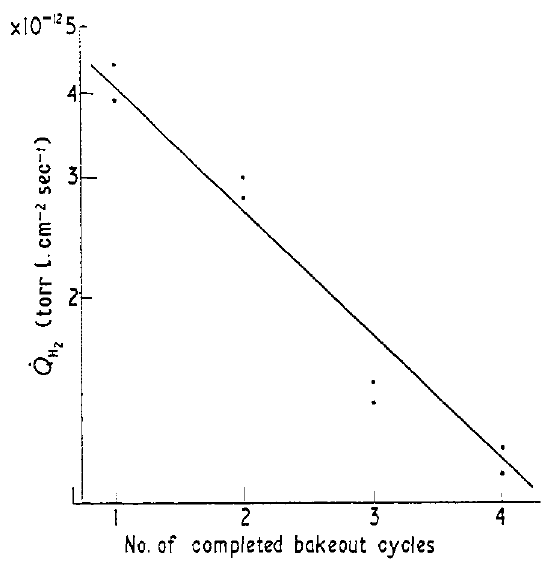 x10⁻¹² 5
4
3
2
1
Q̇H₂ (torr L.cm⁻² sec⁻¹)
1 2 3 4
No. of completed bakeout cycles